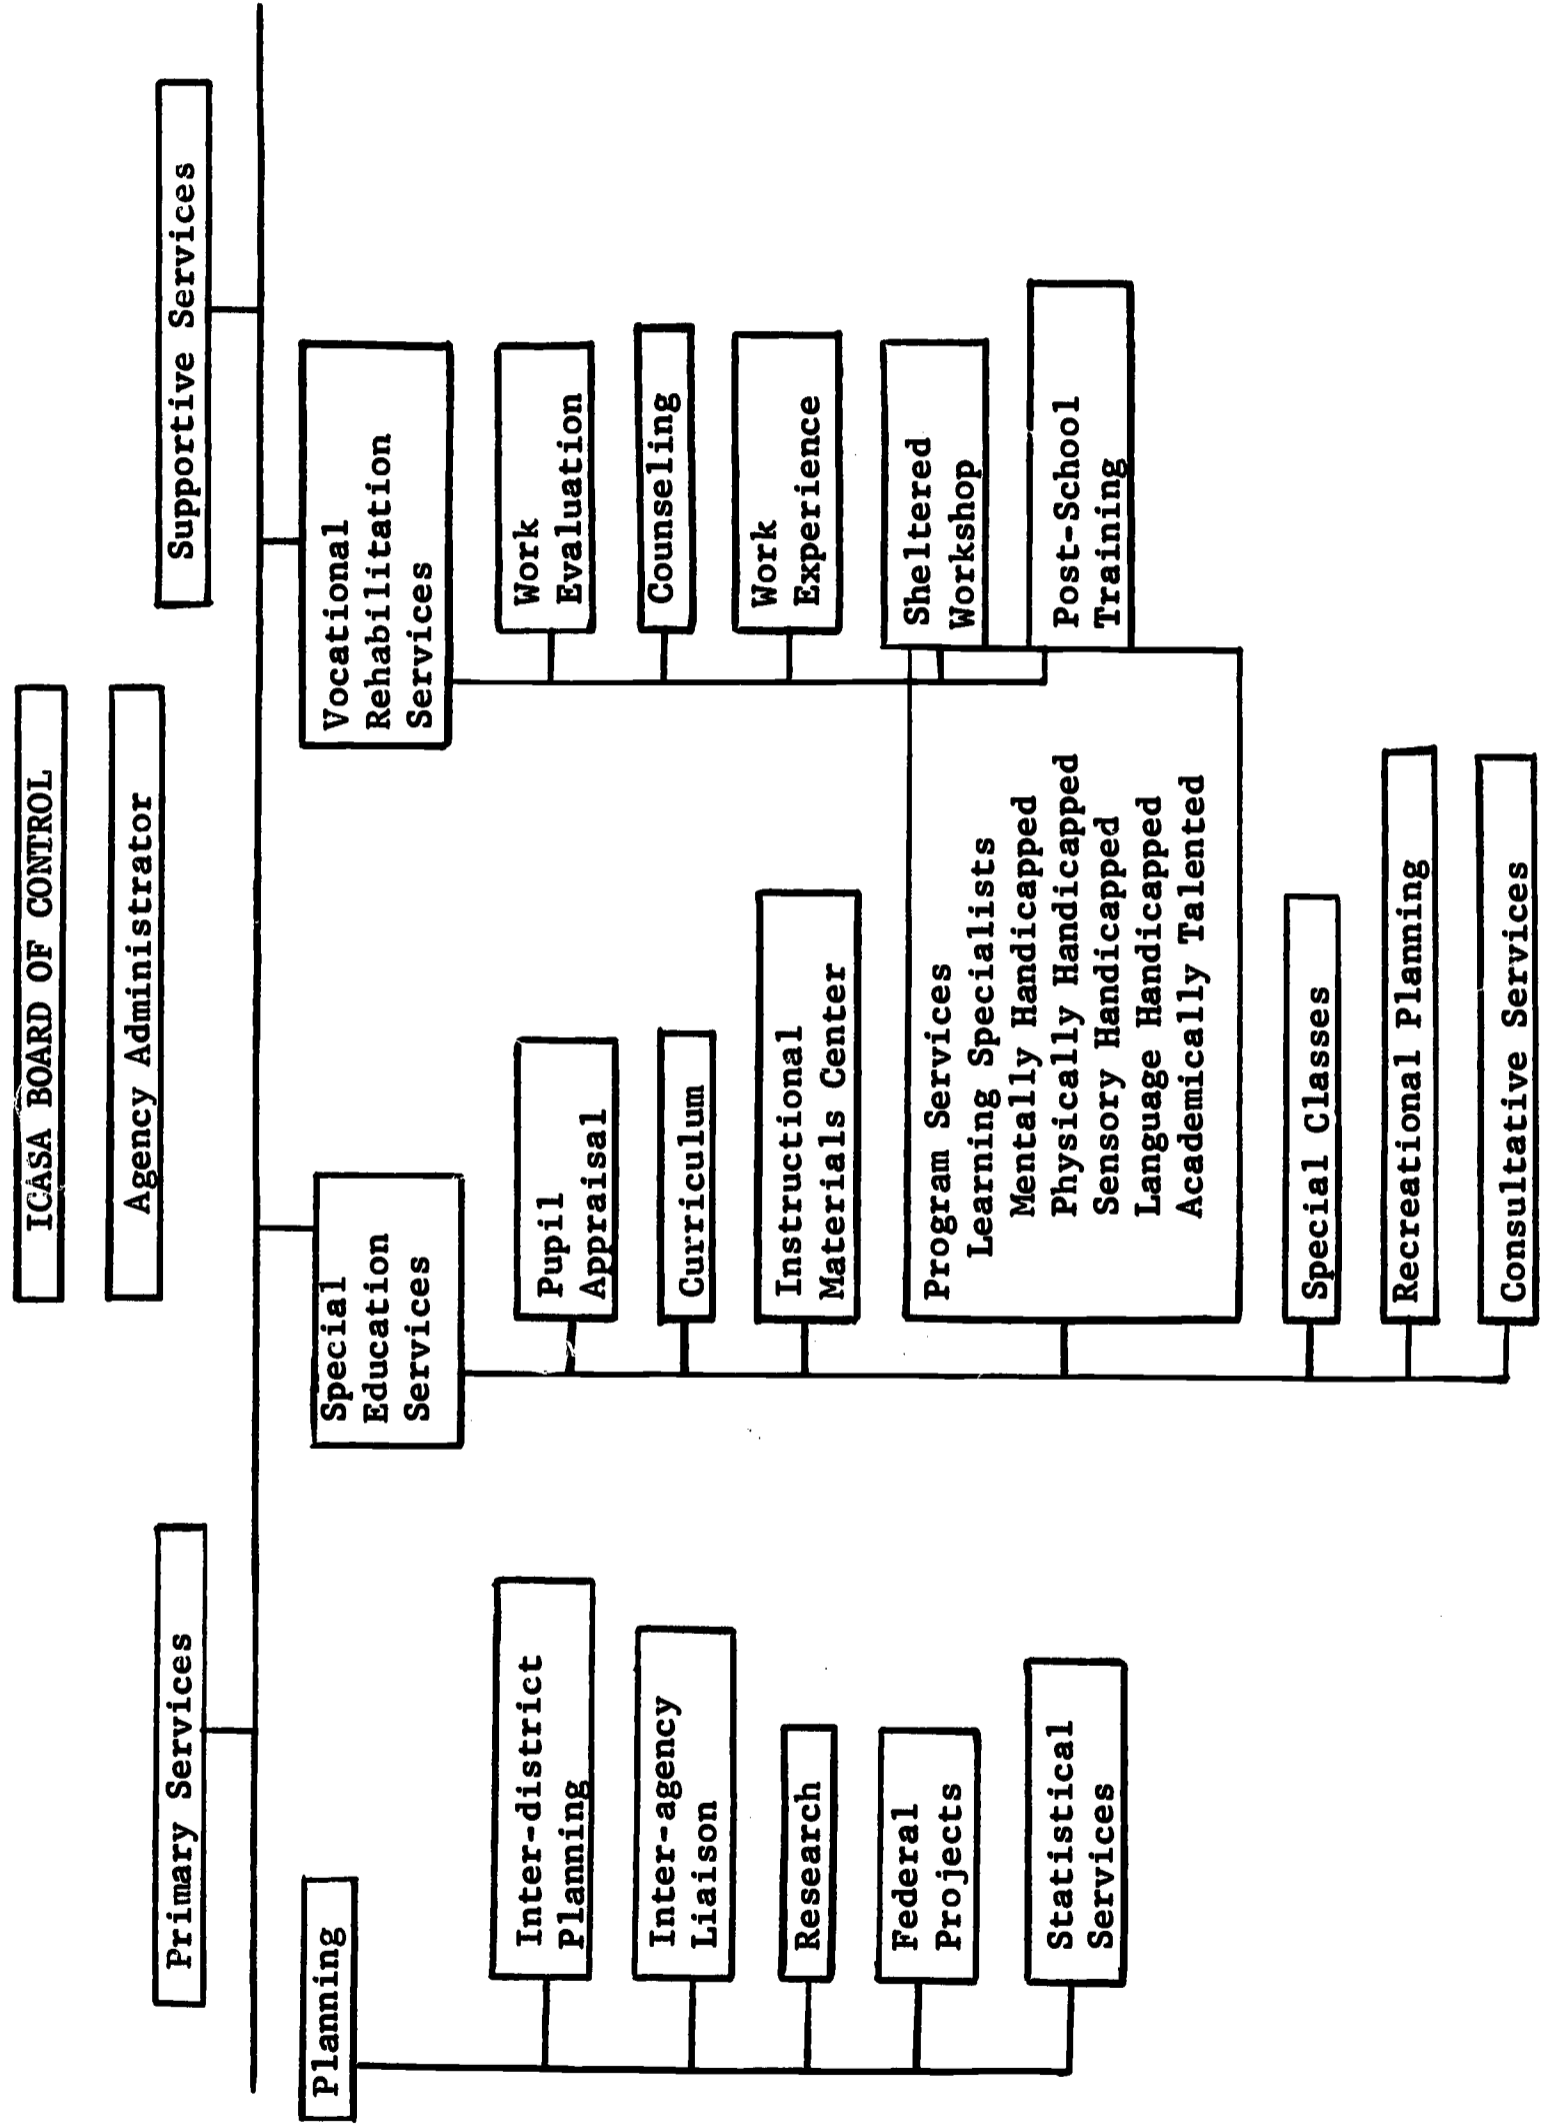 ICASA BOARD OF CONTROL
Agency Administrator
Primary Services
Supportive Services
Planning
Inter-district
Planning
Inter-agency
Liaison
Research
Federal
Projects
Statistical
Services
Special
Education
Services
Pupil
Appraisal
Curriculum
Instructional
Materials Center
Program Services
Learning Specialists
Mentally Handicapped
Physically Handicapped
Sensory Handicapped
Language Handicapped
Academically Talented
Special Classes
Recreational Planning
Consultative Services
Vocational
Rehabilitation
Services
Work
Evaluation
Counseling
Work
Experience
Sheltered
Workshop
Post-School
Training